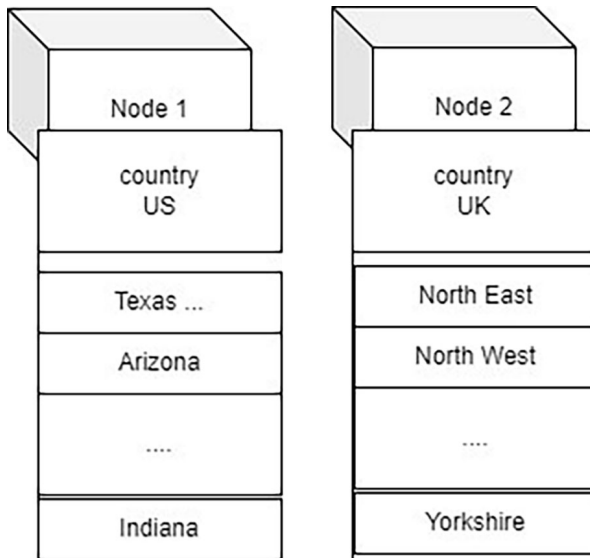 Node 1
country
US
Texas ...
Arizona
....
Indiana
Node 2
country
UK
North East
North West
....
Yorkshire